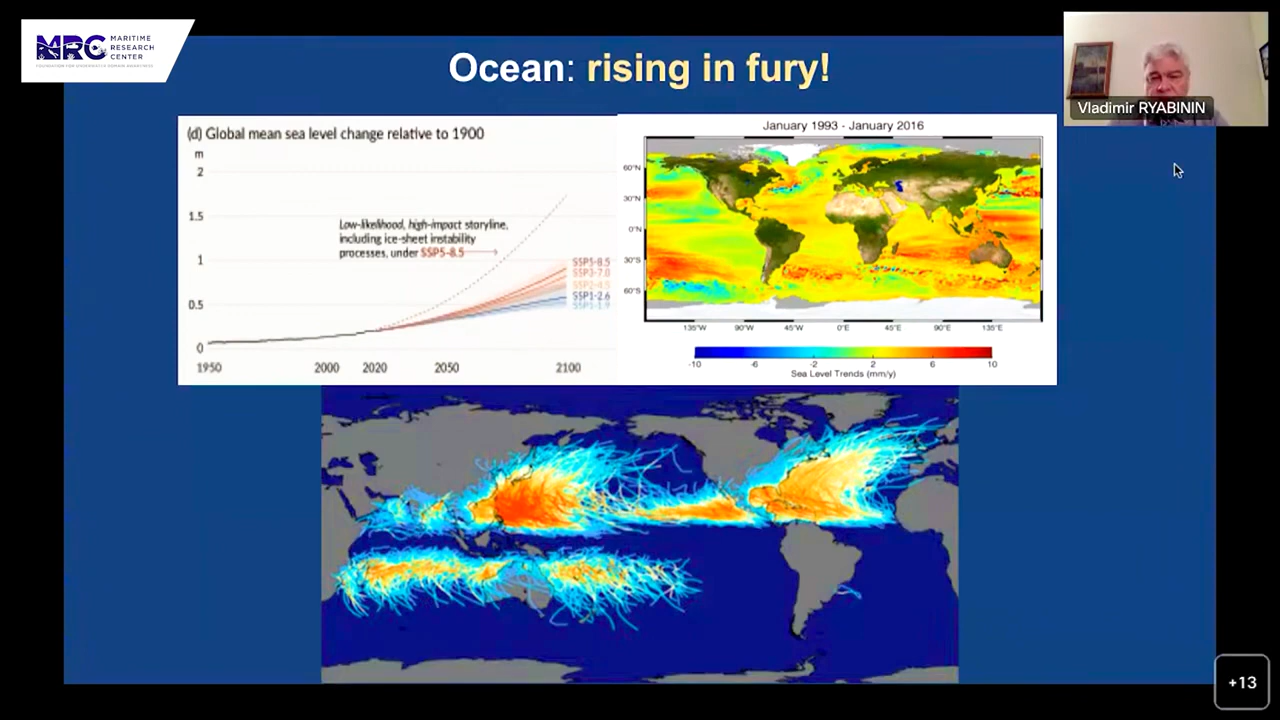 MRC
MARITIME
RESEARCH
CENTER
Ocean: rising in fury!
Vladimir RYABININ
(d) Global mean sea level change relative to 1900
m
2
1.5
1
0.5
0
Low-likelihood, high-impact storyline,
including ice-sheet instability
processes, under SSP5-8.5
SSP5-8.5
SSP3-7.0
SSP2-4.5
SSP1-2.6
SSP1-1.9
1950 2000 2020 2050 2100
January 1993 - January 2016
60°N
30°N
0°N
30°S
60°S
135°W 90°W 45°W 0°E 45°E 90°E 135°E
-10 -6 -2 2 6 10
Sea Level Trends (mm/y)
+13